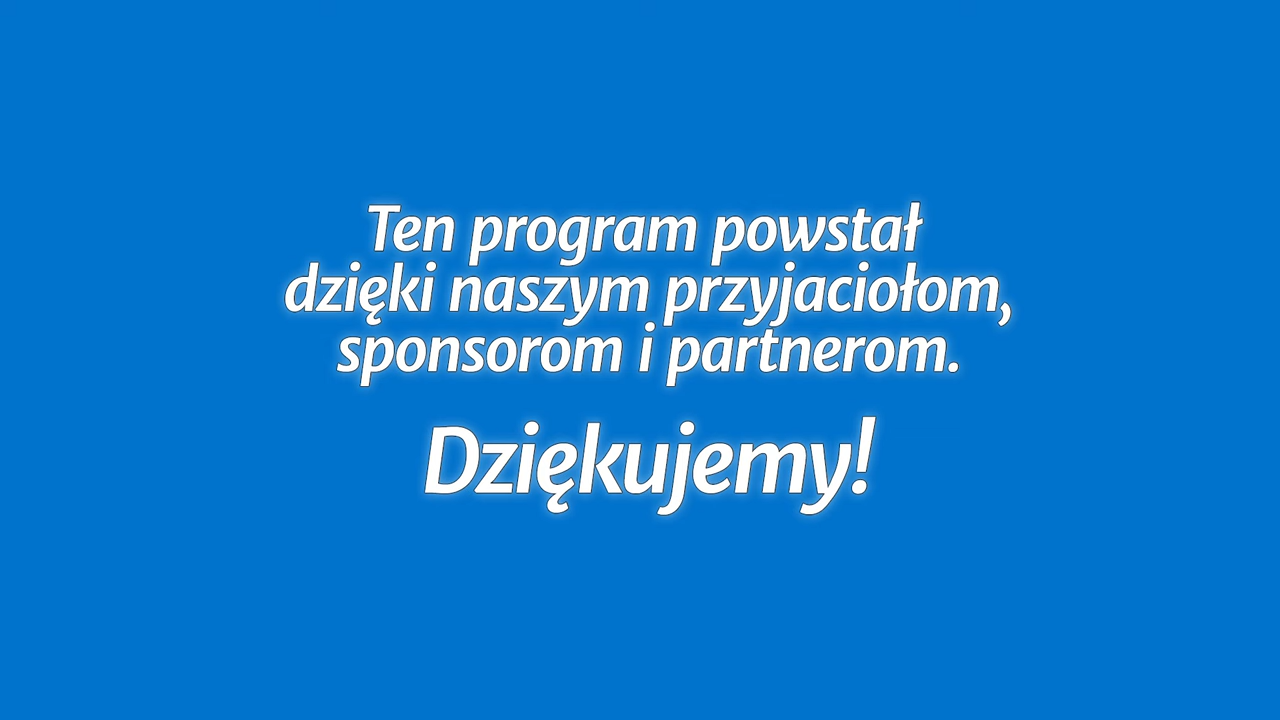 Ten program powstał
dzięki naszym przyjaciołom,
sponsorom i partnerom.
Dziękujemy!